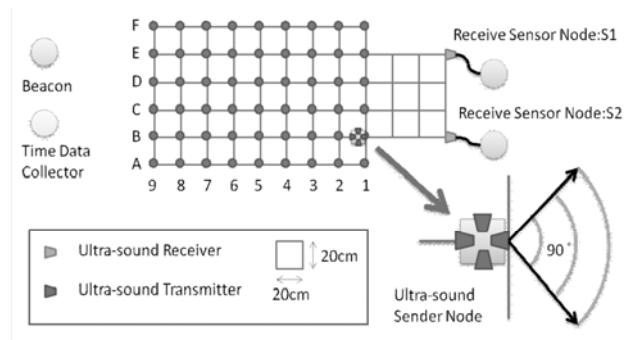 F
E
D
C
B
A
9 8 7 6 5 4 3 2 1
Beacon
Time Data
Collector
Receive Sensor Node:S1
Receive Sensor Node:S2
90°
Ultra-sound
Sender Node
Ultra-sound Receiver
Ultra-sound Transmitter
20cm
20cm